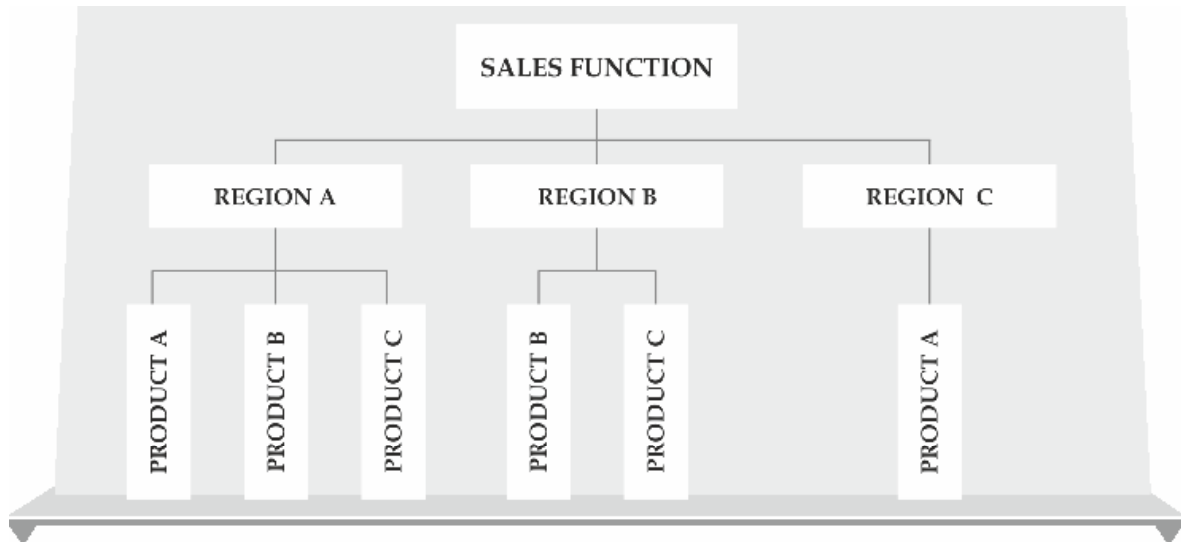 SALES FUNCTION
REGION A
REGION B
REGION C
PRODUCT A
PRODUCT B
PRODUCT C
PRODUCT B
PRODUCT C
PRODUCT A